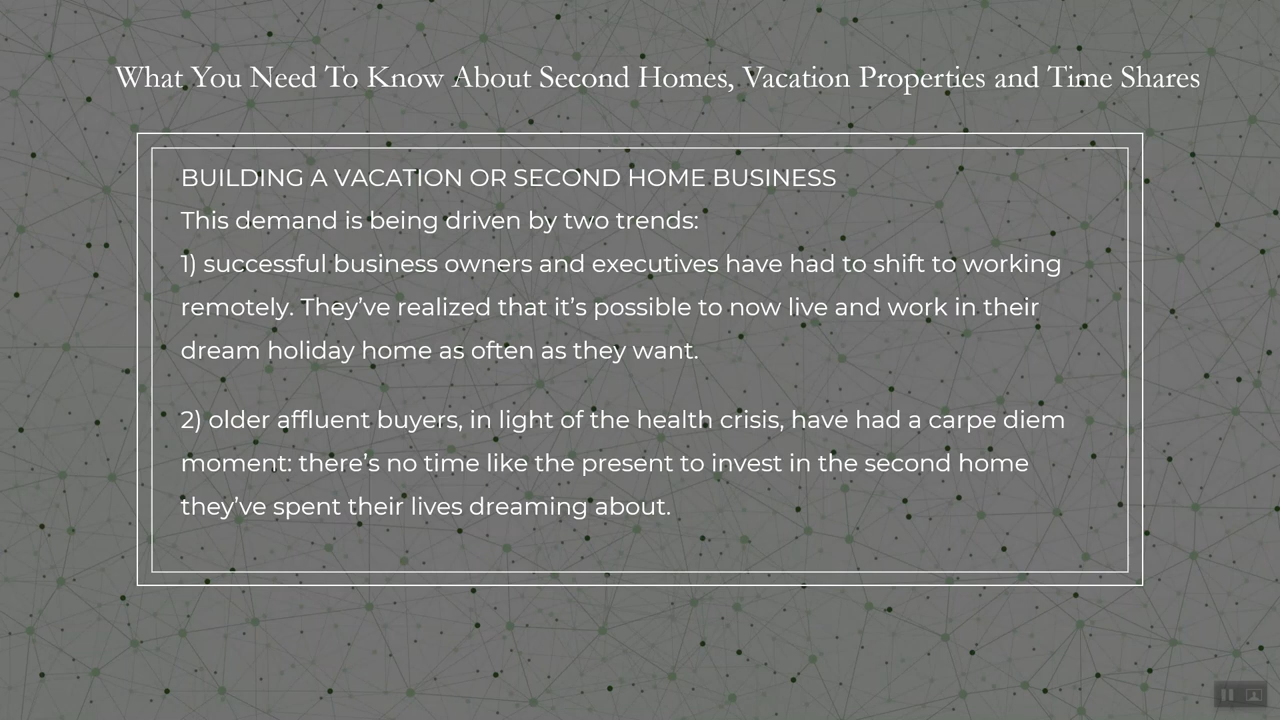 What You Need To Know About Second Homes, Vacation Properties and Time Shares
BUILDING A VACATION OR SECOND HOME BUSINESS
This demand is being driven by two trends:
1) successful business owners and executives have had to shift to working
remotely. They’ve realized that it’s possible to now live and work in their
dream holiday home as often as they want.
2) older affluent buyers, in light of the health crisis, have had a carpe diem
moment: there’s no time like the present to invest in the second home
they’ve spent their lives dreaming about.